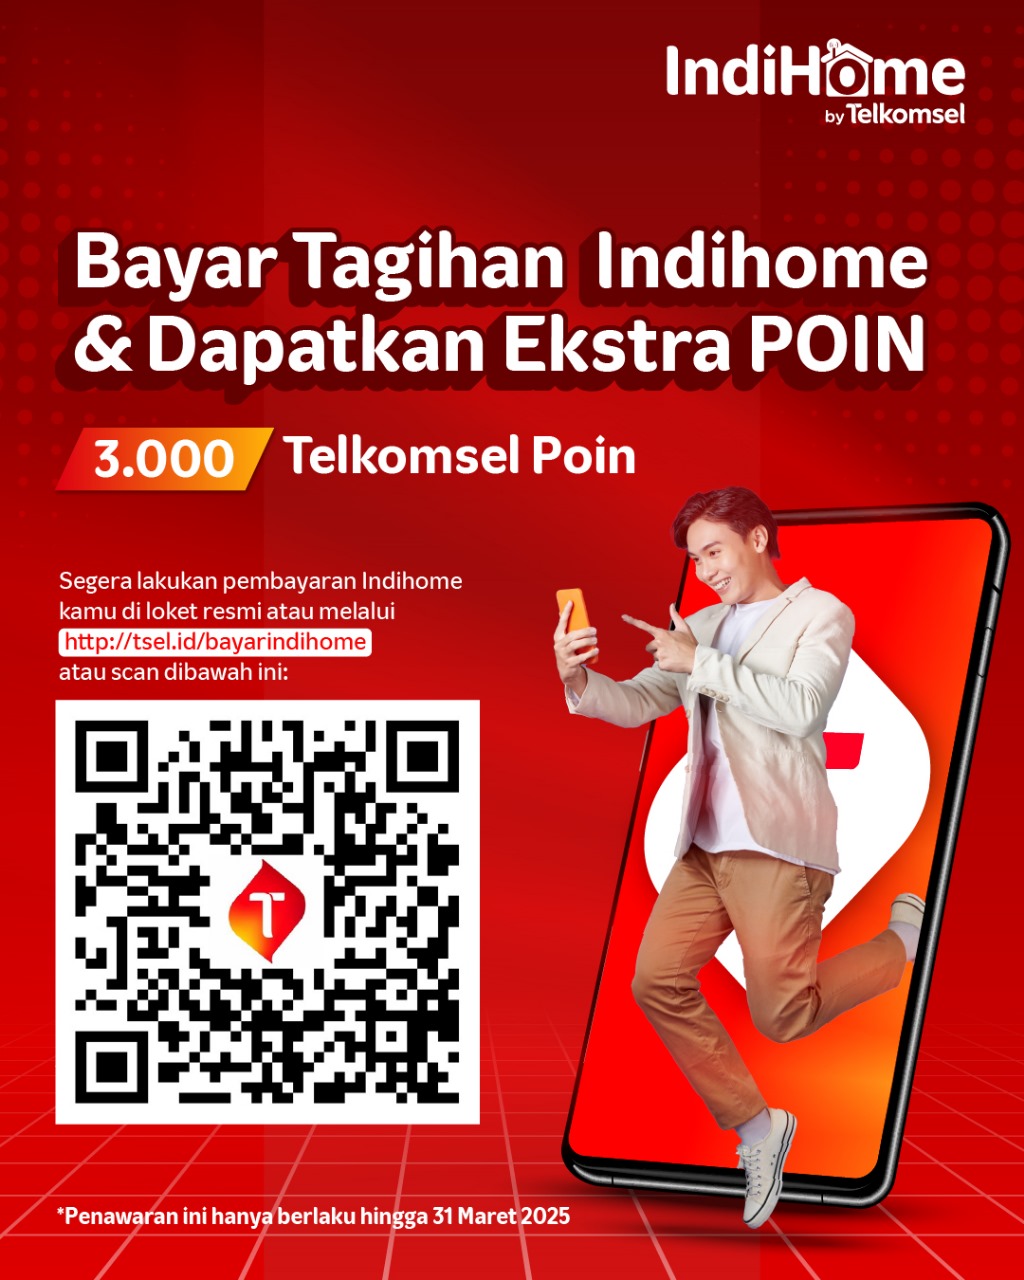 IndiHome
by Telkomsel
Bayar Tagihan Indihome
& Dapatkan Ekstra POIN
3.000 Telkomsel Poin
Segera lakukan pembayaran Indihome
kamu di loket resmi atau melalui
http://tsel.id/bayarindihome
atau scan dibawah ini:
T
*Penawaran ini hanya berlaku hingga 31 Maret 2025